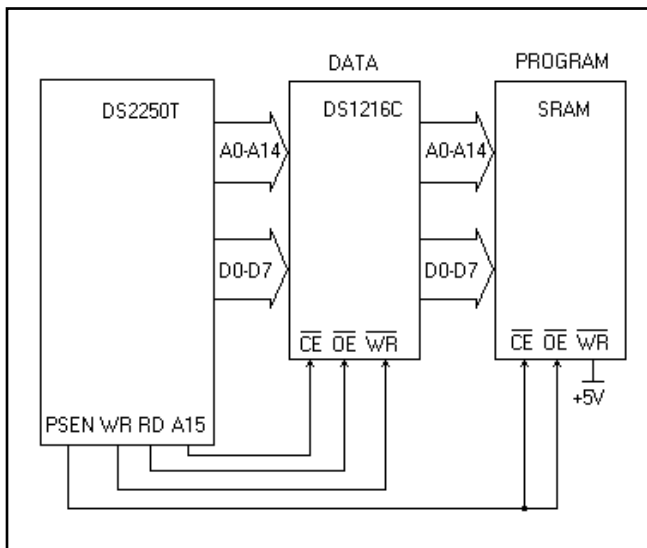 DATA PROGRAM
DS2250T DS1216C SRAM
A0-A14 A0-A14
D0-D7 D0-D7
CE OE WR CE OE WR
+5V
PSEN WR RD A15